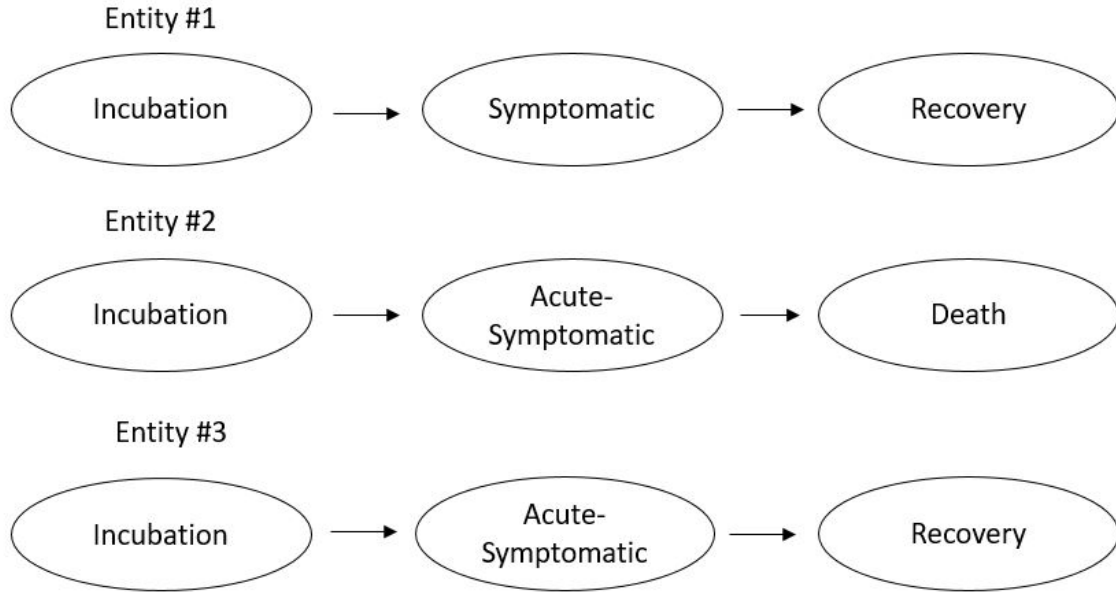 Entity #1
Incubation
Symptomatic
Recovery
Entity #2
Incubation
Acute-
Symptomatic
Death
Entity #3
Incubation
Acute-
Symptomatic
Recovery